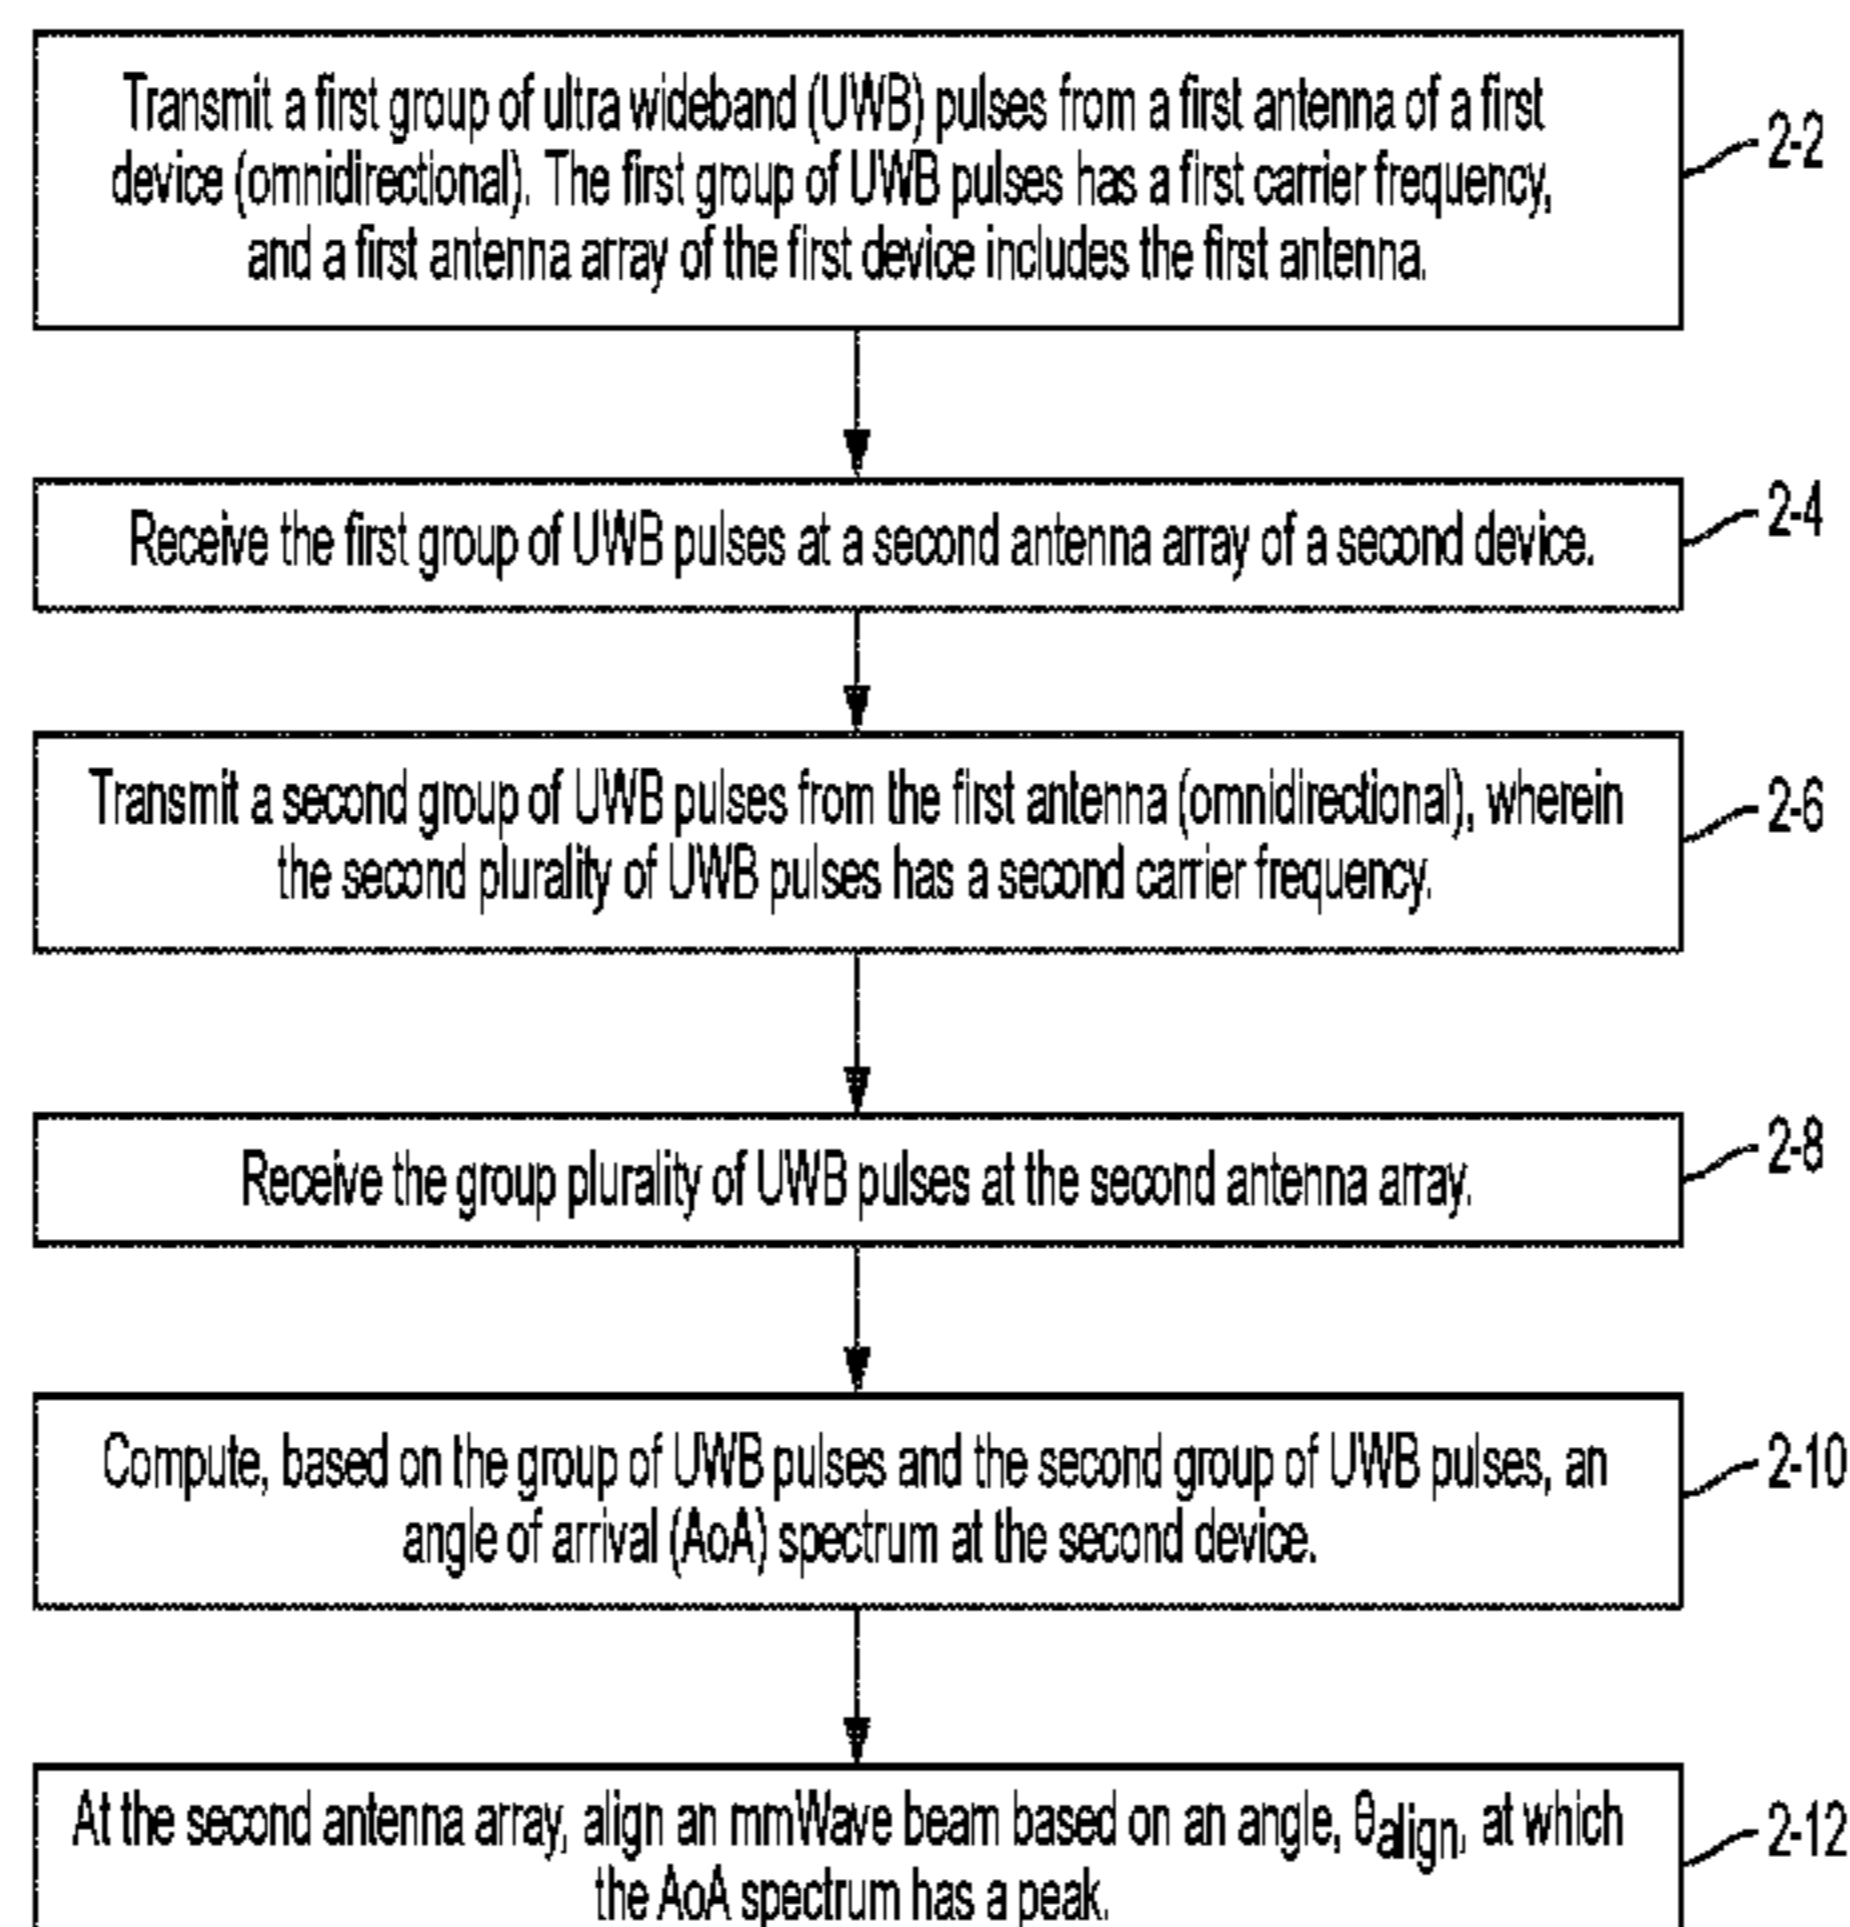 Transmit a first group of ultra wideband (UWB) pulses from a first antenna of a first
device (omnidirectional). The first group of UWB pulses has a first carrier frequency,
and a first antenna array of the first device includes the first antenna.
2-2
Receive the first group of UWB pulses at a second antenna array of a second device.
2-4
Transmit a second group of UWB pulses from the first antenna (omnidirectional), wherein
the second plurality of UWB pulses has a second carrier frequency.
2-6
Receive the group plurality of UWB pulses at the second antenna array.
2-8
Compute, based on the group of UWB pulses and the second group of UWB pulses, an
angle of arrival (AoA) spectrum at the second device.
2-10
At the second antenna array, align an mmWave beam based on an angle, θalign, at which
the AoA spectrum has a peak.
2-12